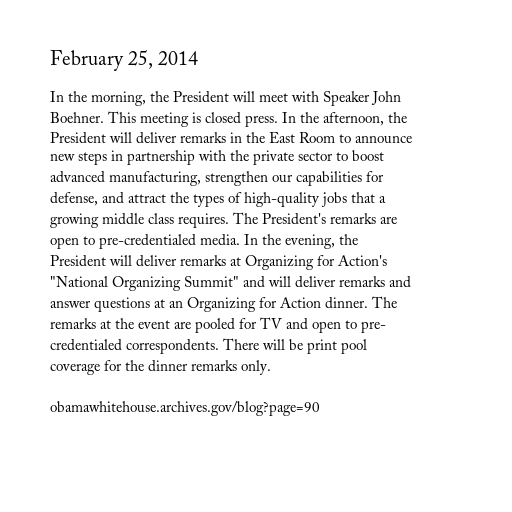 February 25, 2014
In the morning, the President will meet with Speaker John
Boehner. This meeting is closed press. In the afternoon, the
President will deliver remarks in the East Room to announce
new steps in partnership with the private sector to boost
advanced manufacturing, strengthen our capabilities for
defense, and attract the types of high-quality jobs that a
growing middle class requires. The President's remarks are
open to pre-credentialed media. In the evening, the
President will deliver remarks at Organizing for Action's
"National Organizing Summit" and will deliver remarks and
answer questions at an Organizing for Action dinner. The
remarks at the event are pooled for TV and open to pre-
credentialed correspondents. There will be print pool
coverage for the dinner remarks only.
obamawhitehouse.archives.gov/blog?page=90